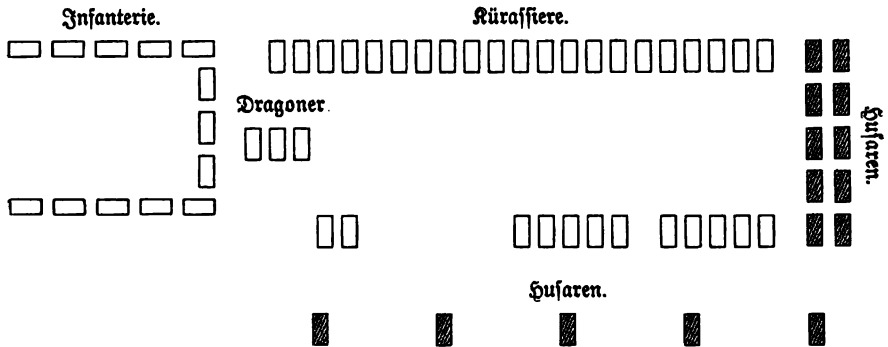 Infanterie.
Küraſſiere.
Dragoner.
Huſaren.
Huſaren.